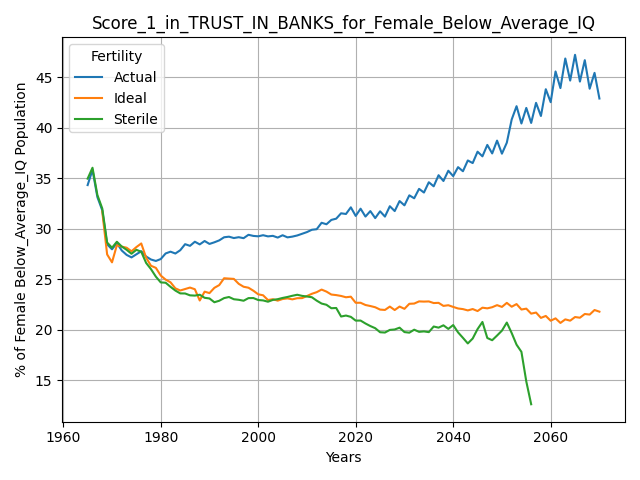 Score_1_in_TRUST_IN_BANKS_for_Female_Below_Average_IQ
Fertility
Actual
Ideal
Sterile
% of Female Below_Average_IQ Population
45
40
35
30
25
20
15
1960
1980
2000
2020
2040
2060
Years